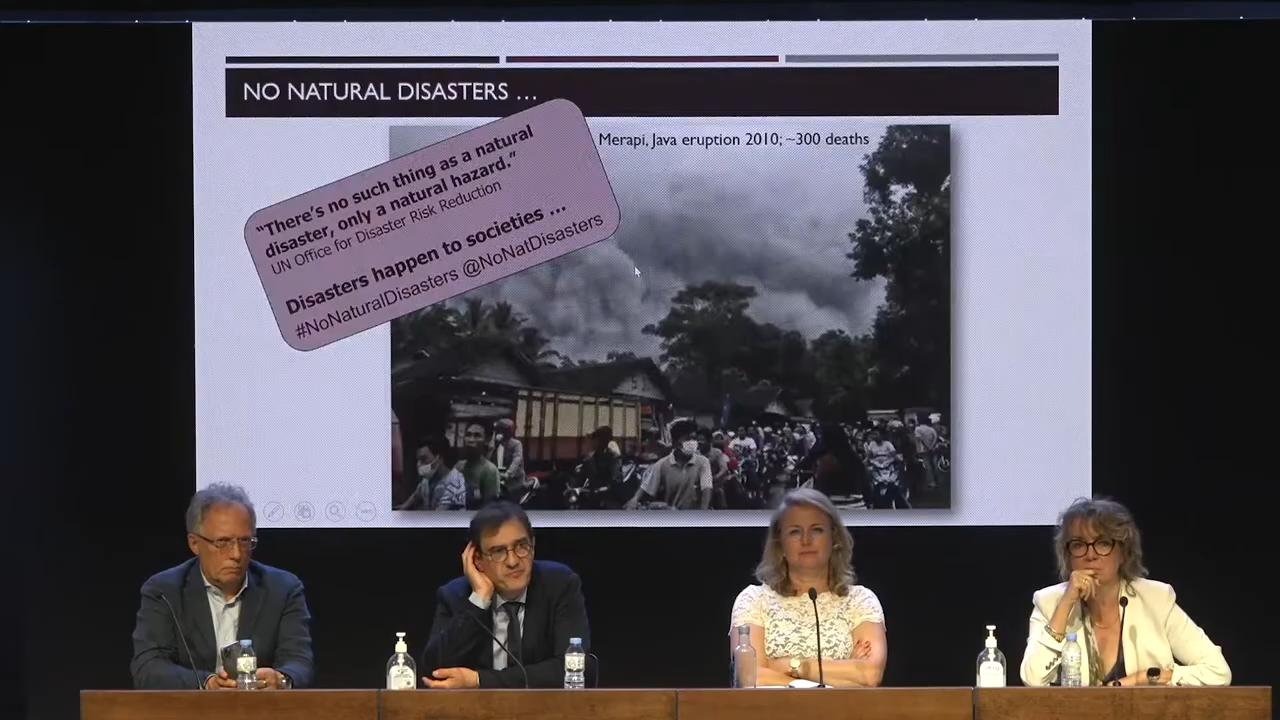 NO NATURAL DISASTERS ...
Merapi, Java eruption 2010; ~300 deaths
“There’s no such thing as a natural
disaster, only a natural hazard.”
UN Office for Disaster Risk Reduction
Disasters happen to societies ...
#NoNaturalDisasters @NoNatDisasters